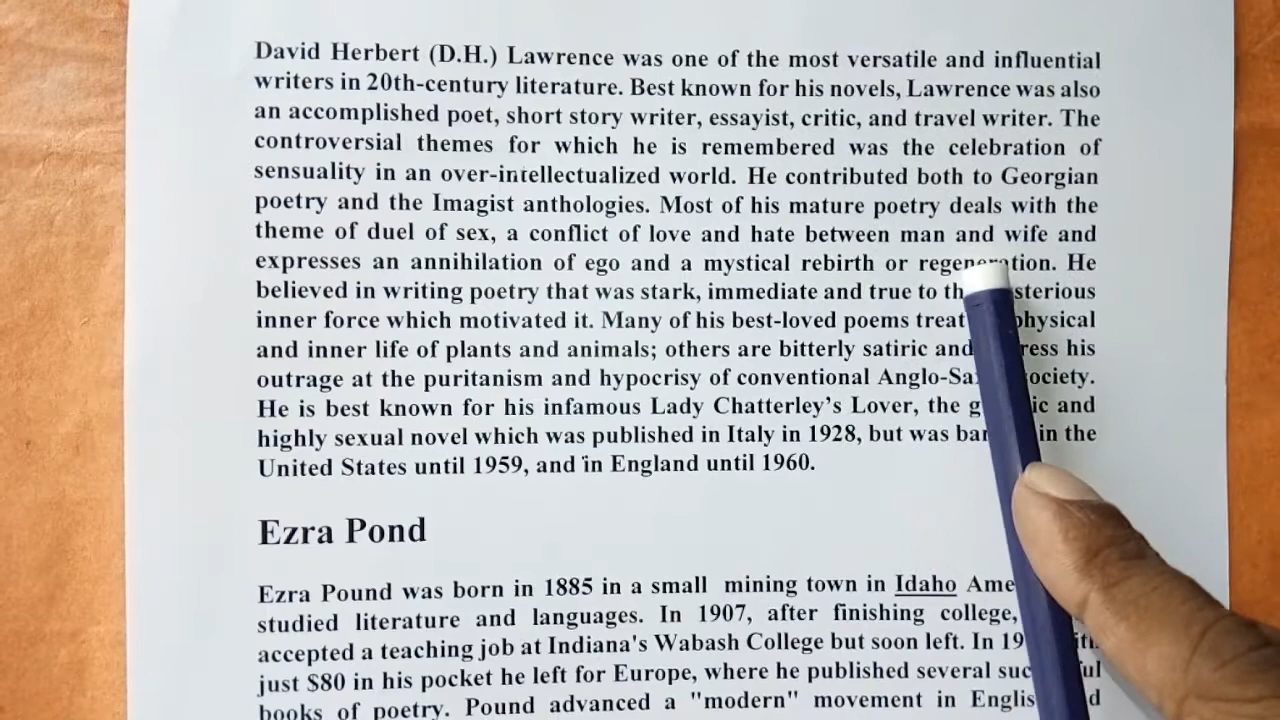 David Herbert (D.H.) Lawrence was one of the most versatile and influential
writers in 20th-century literature. Best known for his novels, Lawrence was also
an accomplished poet, short story writer, essayist, critic, and travel writer. The
controversial themes for which he is remembered was the celebration of
sensuality in an over-intellectualized world. He contributed both to Georgian
poetry and the Imagist anthologies. Most of his mature poetry deals with the
theme of duel of sex, a conflict of love and hate between man and wife and
expresses an annihilation of ego and a mystical rebirth or regeneration. He
believed in writing poetry that was stark, immediate and true to
inner force which motivated it. Many of his best-loved poems treat physical
and inner life of plants and animals; others are bitterly satiric and his
outrage at the puritanism and hypocrisy of conventional
He is best known for his infamous Lady Chatterley's Lover, the and
highly sexual novel which was published in Italy in 1928, but was in the
United States until 1959, and in England until 1960.
Ezra Pond
Ezra Pound was born in 1885 in a small mining town in Idaho
studied literature and languages. In 1907, after finishing college,
accepted a teaching job at Indiana's Wabash College but soon left. In
just $80 in his pocket he left for Europe, where he published several
books of poetry. Pound advanced a "modern" movement in